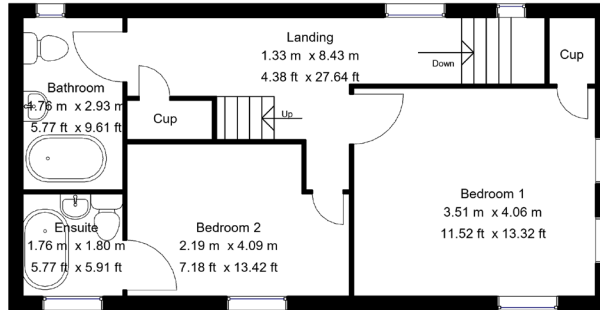 Landing
1.33 m x 8.43 m
4.38 ft x 27.64 ft
Down
Cup
Bathroom
1.76 m x 2.93 m
5.77 ft x 9.61 ft
Cup
Up
Bedroom 1
3.51 m x 4.06 m
11.52 ft x 13.32 ft
Ensuite
1.76 m x 1.80 m
5.77 ft x 5.91 ft
Bedroom 2
2.19 m x 4.09 m
7.18 ft x 13.42 ft